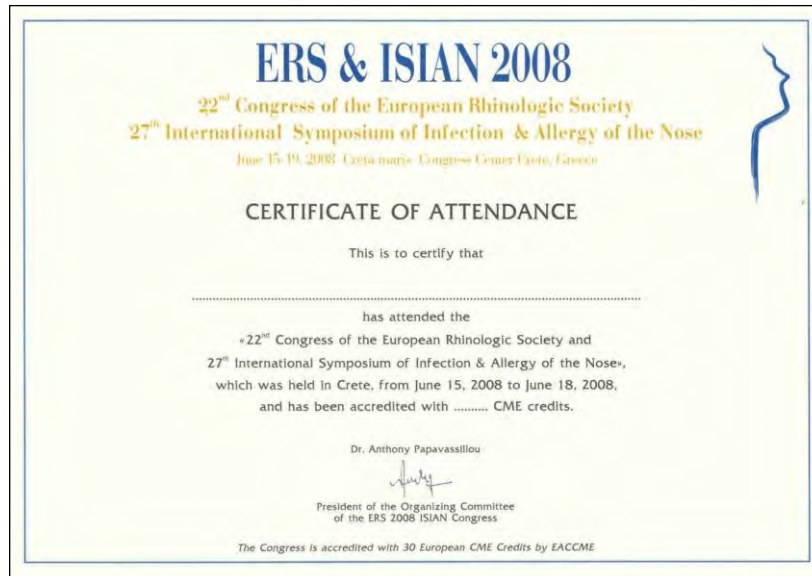 ERS & ISIAN 2008
22nd Congress of the European Rhinologic Society
27th International Symposium of Infection & Allergy of the Nose
June 15-19, 2008 Creta maris Congress Center Crete, Greece
CERTIFICATE OF ATTENDANCE
This is to certify that
................................................................................
has attended the
«22nd Congress of the European Rhinologic Society and
27th International Symposium of Infection & Allergy of the Nose»,
which was held in Crete, from June 15, 2008 to June 18, 2008,
and has been accredited with .......... CME credits.
Dr. Anthony Papavassiliou
President of the Organizing Committee
of the ERS 2008 ISIAN Congress
The Congress is accredited with 30 European CME Credits by EACCME